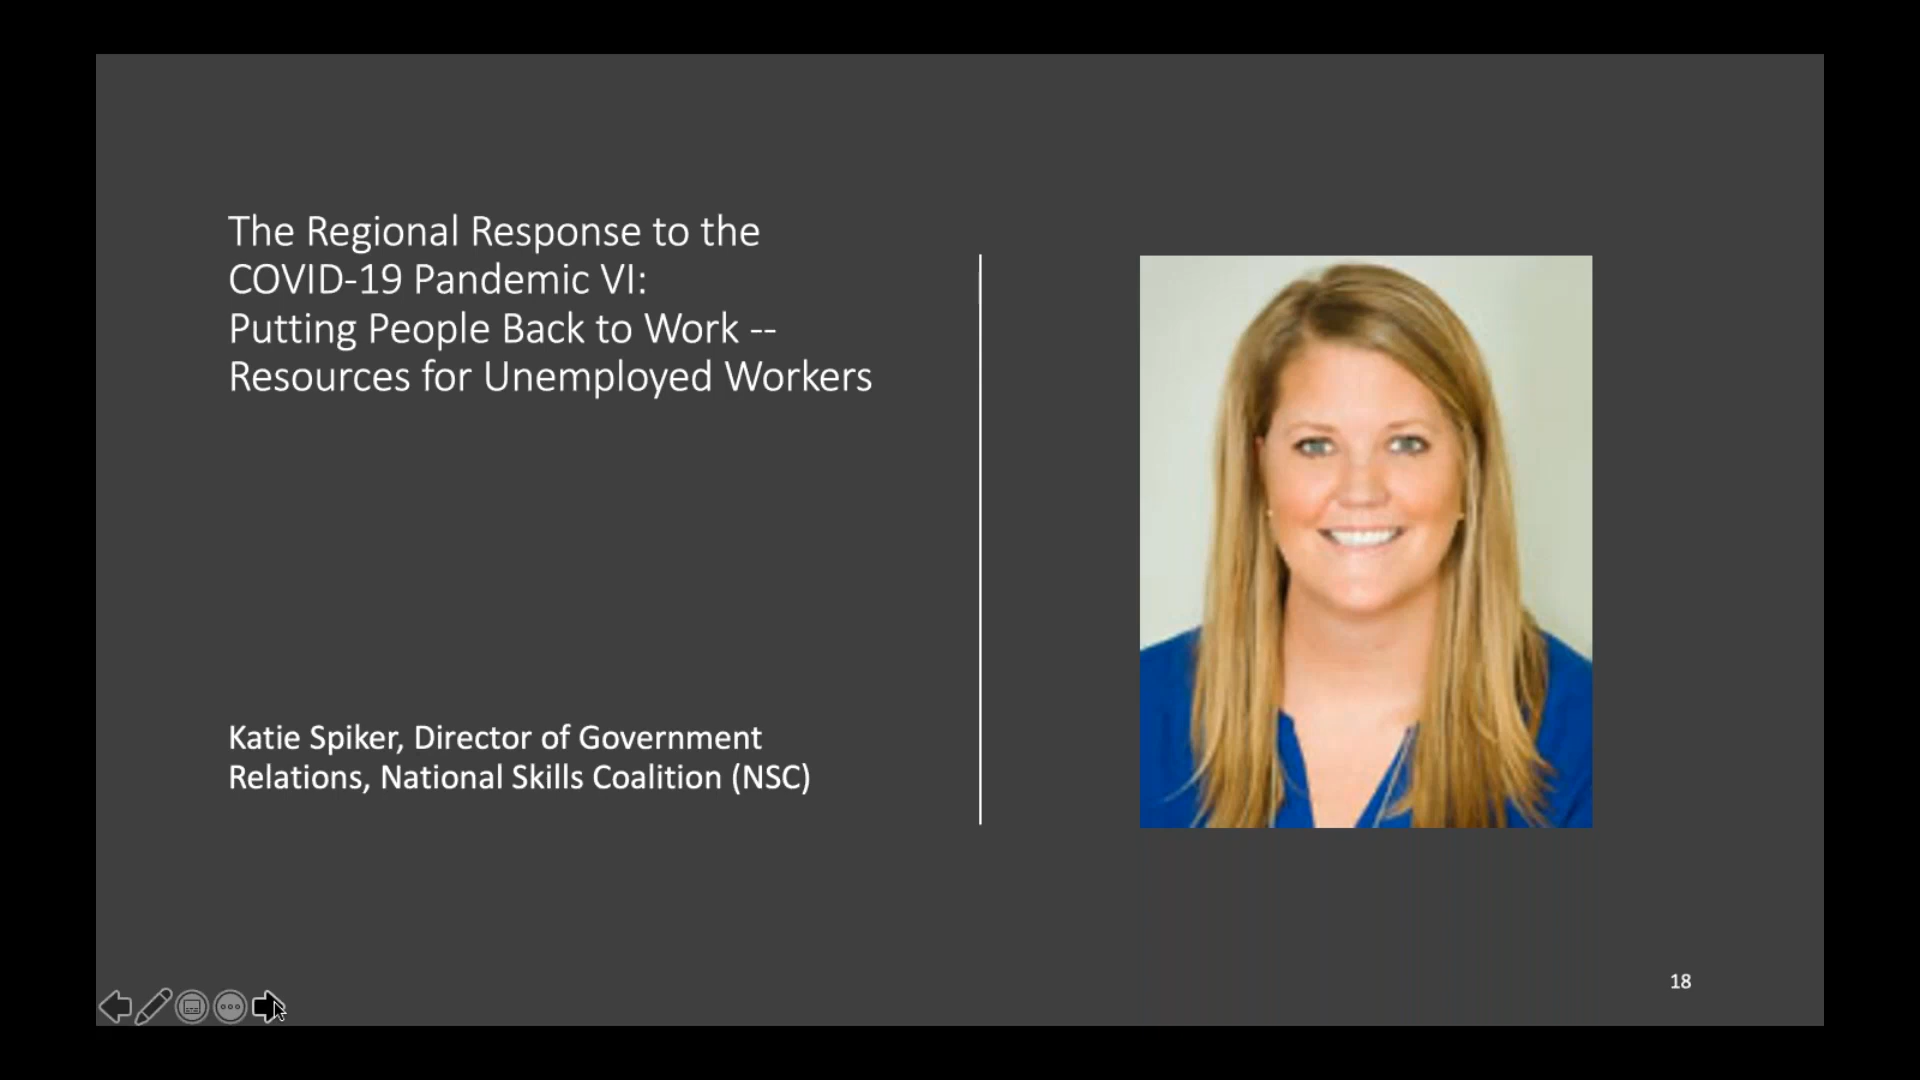 The Regional Response to the
COVID-19 Pandemic VI:
Putting People Back to Work --
Resources for Unemployed Workers
Katie Spiker, Director of Government
Relations, National Skills Coalition (NSC)
18